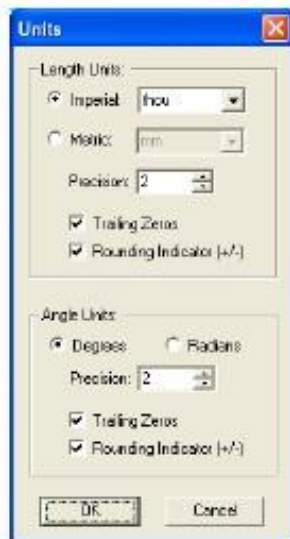 Units
Length Units:
Imperial: thou
Metric: mm
Precision: 2
Trailing Zeros
Rounding Indicator (+/-)
Angle Units:
Degrees Radians
Precision: 2
Trailing Zeros
Rounding Indicator (+/-)
OK Cancel